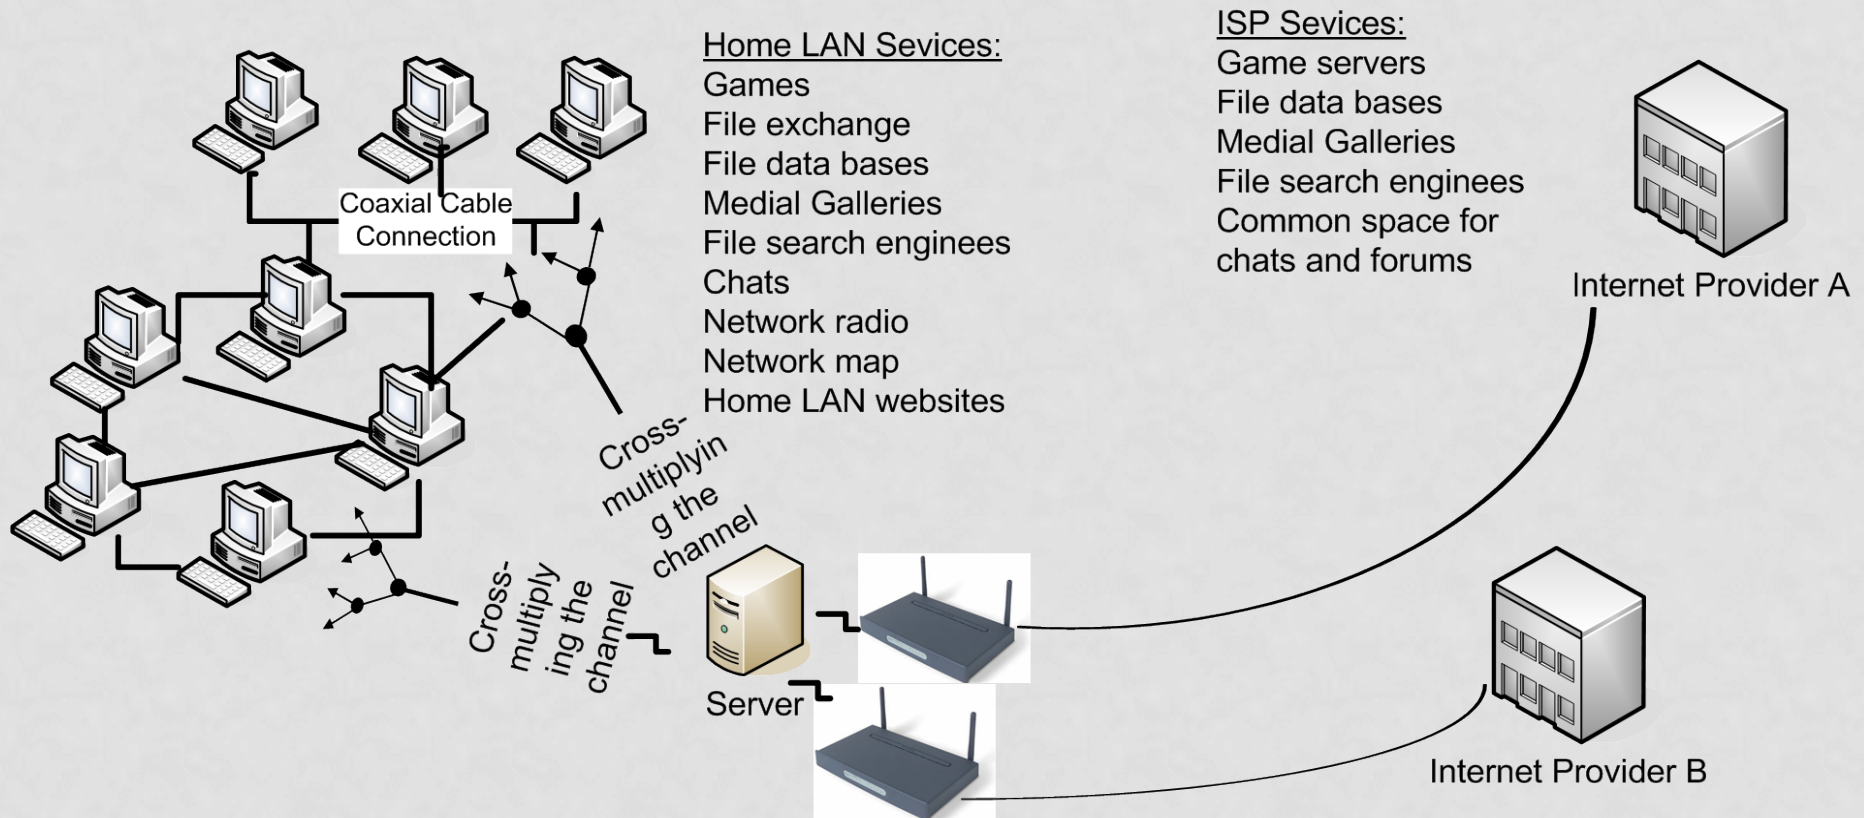 Home LAN Sevices:
Games
File exchange
File data bases
Medial Galleries
File search enginees
Chats
Network radio
Network map
Home LAN websites
ISP Sevices:
Game servers
File data bases
Medial Galleries
File search enginees
Common space for
chats and forums
Internet Provider A
Coaxial Cable
Connection
Cross-
multiplyin
g the
channel
Cross-
multiply
ing the
channel
Server
Internet Provider B